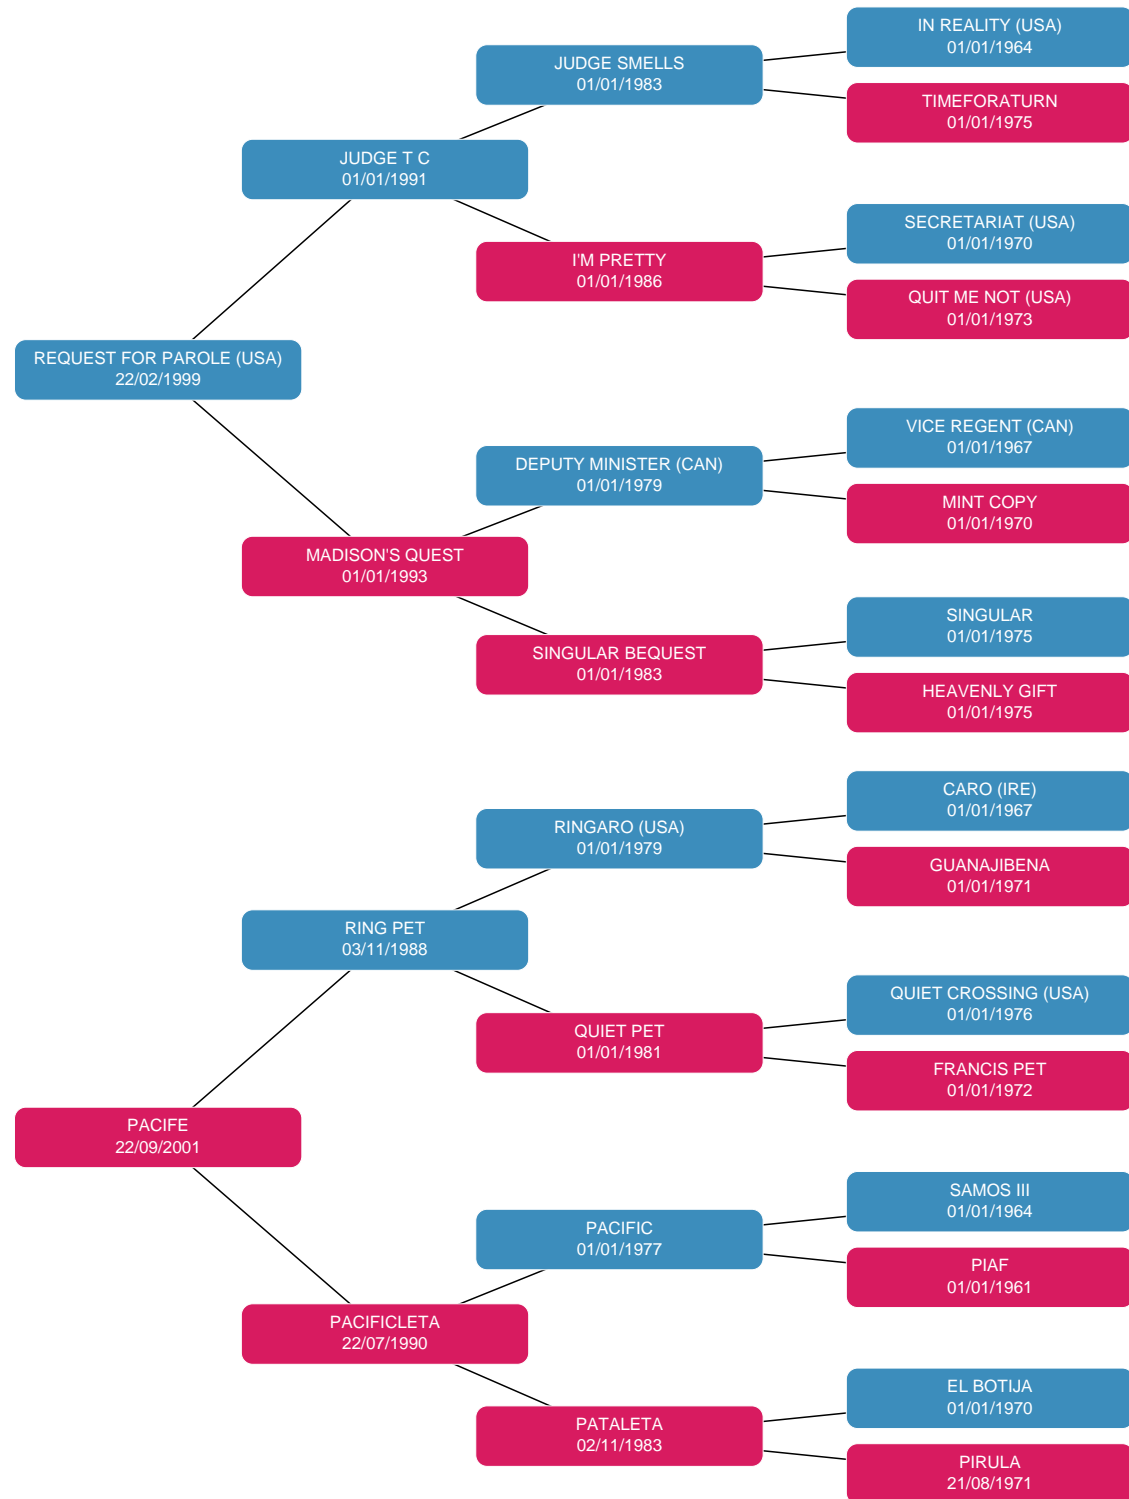 IN REALITY (USA)
01/01/1964
JUDGE SMELLS
01/01/1983
TIMEFORATURN
01/01/1975
JUDGE T C
01/01/1991
SECRETARIAT (USA)
01/01/1970
I'M PRETTY
01/01/1986
QUIT ME NOT (USA)
01/01/1973
REQUEST FOR PAROLE (USA)
22/02/1999
VICE REGENT (CAN)
01/01/1967
DEPUTY MINISTER (CAN)
01/01/1979
MINT COPY
01/01/1970
MADISON'S QUEST
01/01/1993
SINGULAR
01/01/1975
SINGULAR BEQUEST
01/01/1983
HEAVENLY GIFT
01/01/1975
CARO (IRE)
01/01/1967
RINGARO (USA)
01/01/1979
GUANAJIBENA
01/01/1971
RING PET
03/11/1988
QUIET CROSSING (USA)
01/01/1976
QUIET PET
01/01/1981
FRANCIS PET
01/01/1972
PACIFE
22/09/2001
SAMOS III
01/01/1964
PACIFIC
01/01/1977
PIAF
01/01/1961
PACIFICLETA
22/07/1990
EL BOTIJA
01/01/1970
PATALETA
02/11/1983
PIRULA
21/08/1971